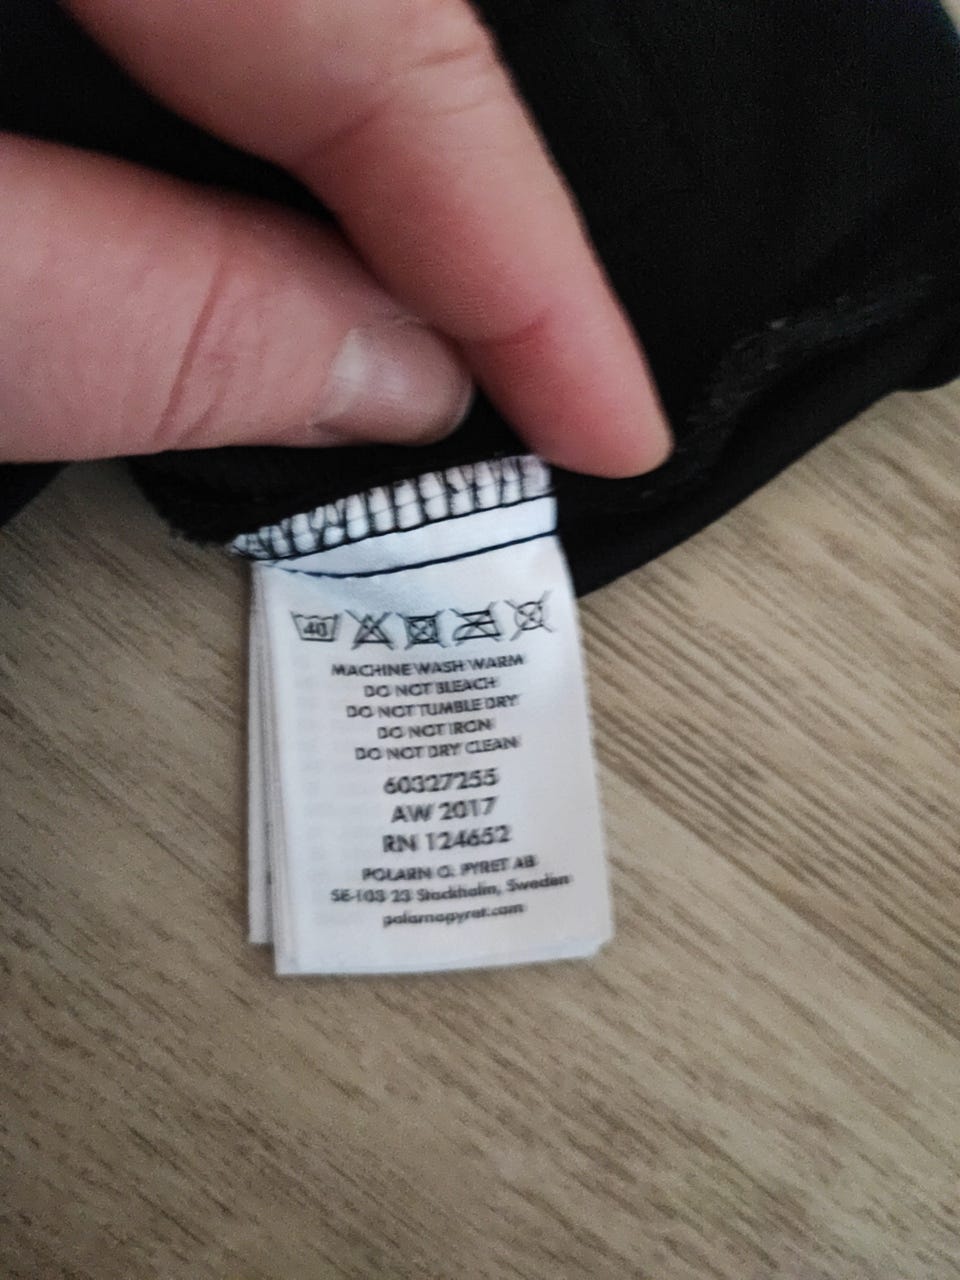 40
MACHINE WASH WARM
DO NOT BLEACH
DO NOT TUMBLE DRY
DO NOT IRON
DO NOT DRY CLEAN
60327255
AW 2017
RN 124652
POLARN O. PYRET AB
SE-103 23 Stockholm, Sweden
polarnopyret.com